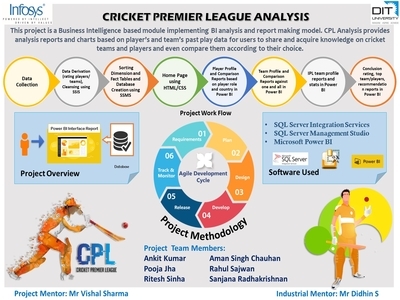 Infosys
POWERED BY INTELLECT
DRIVEN BY VALUES
CRICKET PREMIER LEAGUE ANALYSIS
DIT
UNIVERSITY
This project is a Business Intelligence based module implementing BI analysis and report making model. CPL Analysis provides
analysis reports and charts based on player's and team's past play data for users to share and acquire knowledge on cricket
teams and players and even compare them according to their choice.
Data
Collection
Data Derivation
(rating players/
teams),
Cleansing using
SSIS
Sorting
Dimension and
Fact Tables and
Database
Creation using
SSMS
Home Page
using
HTML/CSS
Player Profile
and Comparison
Reports based
on player role
and country in
Power BI
Team Profile and
Comparison
Reports against
one and all in
Power BI
IPL team profile
reports and
stats in Power
BI
Conclusion
rating, top
team/players,
recommendatio
n reports in
Power BI
Project Work Flow
Power BI Interface Report
Database
Project Overview
01
Requirements
02
Plan
03
Design
04
Develop
05
Release
06
Track &
Monitor
Agile Development
Cycle
Project Methodology
• SQL Server Integration Services
• SQL Server Management Studio
• Microsoft Power BI
SQL Server
Power BI
Software Used
CPL
CRICKET PREMIER LEAGUE
Project Team Members:
Ankit Kumar Aman Singh Chauhan
Pooja Jha Rahul Sajwan
Ritesh Sinha Sanjana Radhakrishnan
Project Mentor: Mr Vishal Sharma
Industrial Mentor: Mr Didhin S